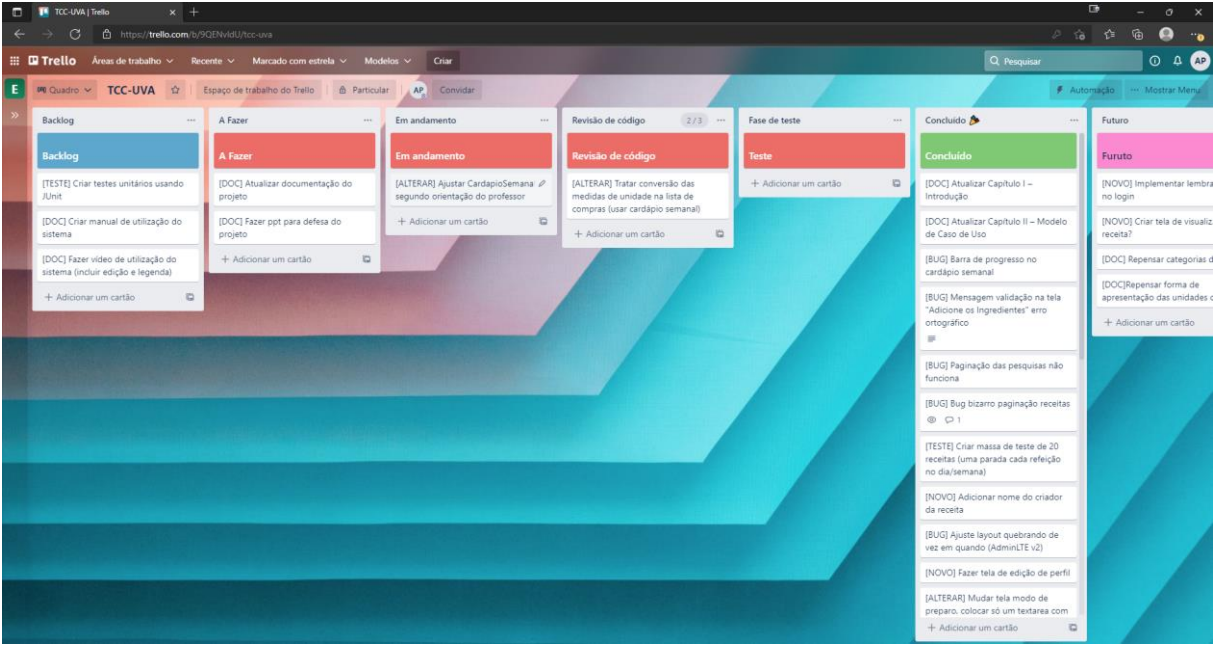 TCC-UVA | Trello
https://trello.com/b/9QENvldU/tcc-uva
Trello Áreas de trabalho Recente Marcado com estrela Modelos Criar Pesquisar AP
E Quadro TCC-UVA Espaço de trabalho do Trello Particular AP Convidar Automação Mostrar Menu
Backlog
Backlog
[TESTE] Criar testes unitários usando
JUnit
[DOC] Criar manual de utilização do
sistema
[DOC] Fazer vídeo de utilização do
sistema (incluir edição e legenda)
+ Adicionar um cartão
A Fazer
A Fazer
[DOC] Atualizar documentação do
projeto
[DOC] Fazer ppt para defesa do
projeto
+ Adicionar um cartão
Em andamento
Em andamento
[ALTERAR] Ajustar CardapioSemana
segundo orientação do professor
+ Adicionar um cartão
Revisão de código 2/3
Revisão de código
[ALTERAR] Tratar conversão das
medidas de unidade na lista de
compras (usar cardápio semanal)
+ Adicionar um cartão
Fase de teste
Teste
+ Adicionar um cartão
Concluído
Concluído
[DOC] Atualizar Capítulo I –
Introdução
[DOC] Atualizar Capítulo II – Modelo
de Caso de Uso
[BUG] Barra de progresso no
cardápio semanal
[BUG] Mensagem validação na tela
"Adicione os Ingredientes" erro
ortográfico
[BUG] Paginação das pesquisas não
funciona
[BUG] Bug bizarro paginação receitas
1
[TESTE] Criar massa de teste de 20
receitas (uma parada cada refeição
no dia/semana)
[NOVO] Adicionar nome do criador
da receita
[BUG] Ajuste layout quebrando de
vez em quando (AdminLTE v2)
[NOVO] Fazer tela de edição de perfil
[ALTERAR] Mudar tela modo de
preparo, colocar só um textarea com
+ Adicionar um cartão
Futuro
Furuto
[NOVO] Implementar lembra
no login
[NOVO] Criar tela de visualiz
receita?
[DOC] Repensar categorias d
[DOC]Repensar forma de
apresentação das unidades
+ Adicionar um cartão